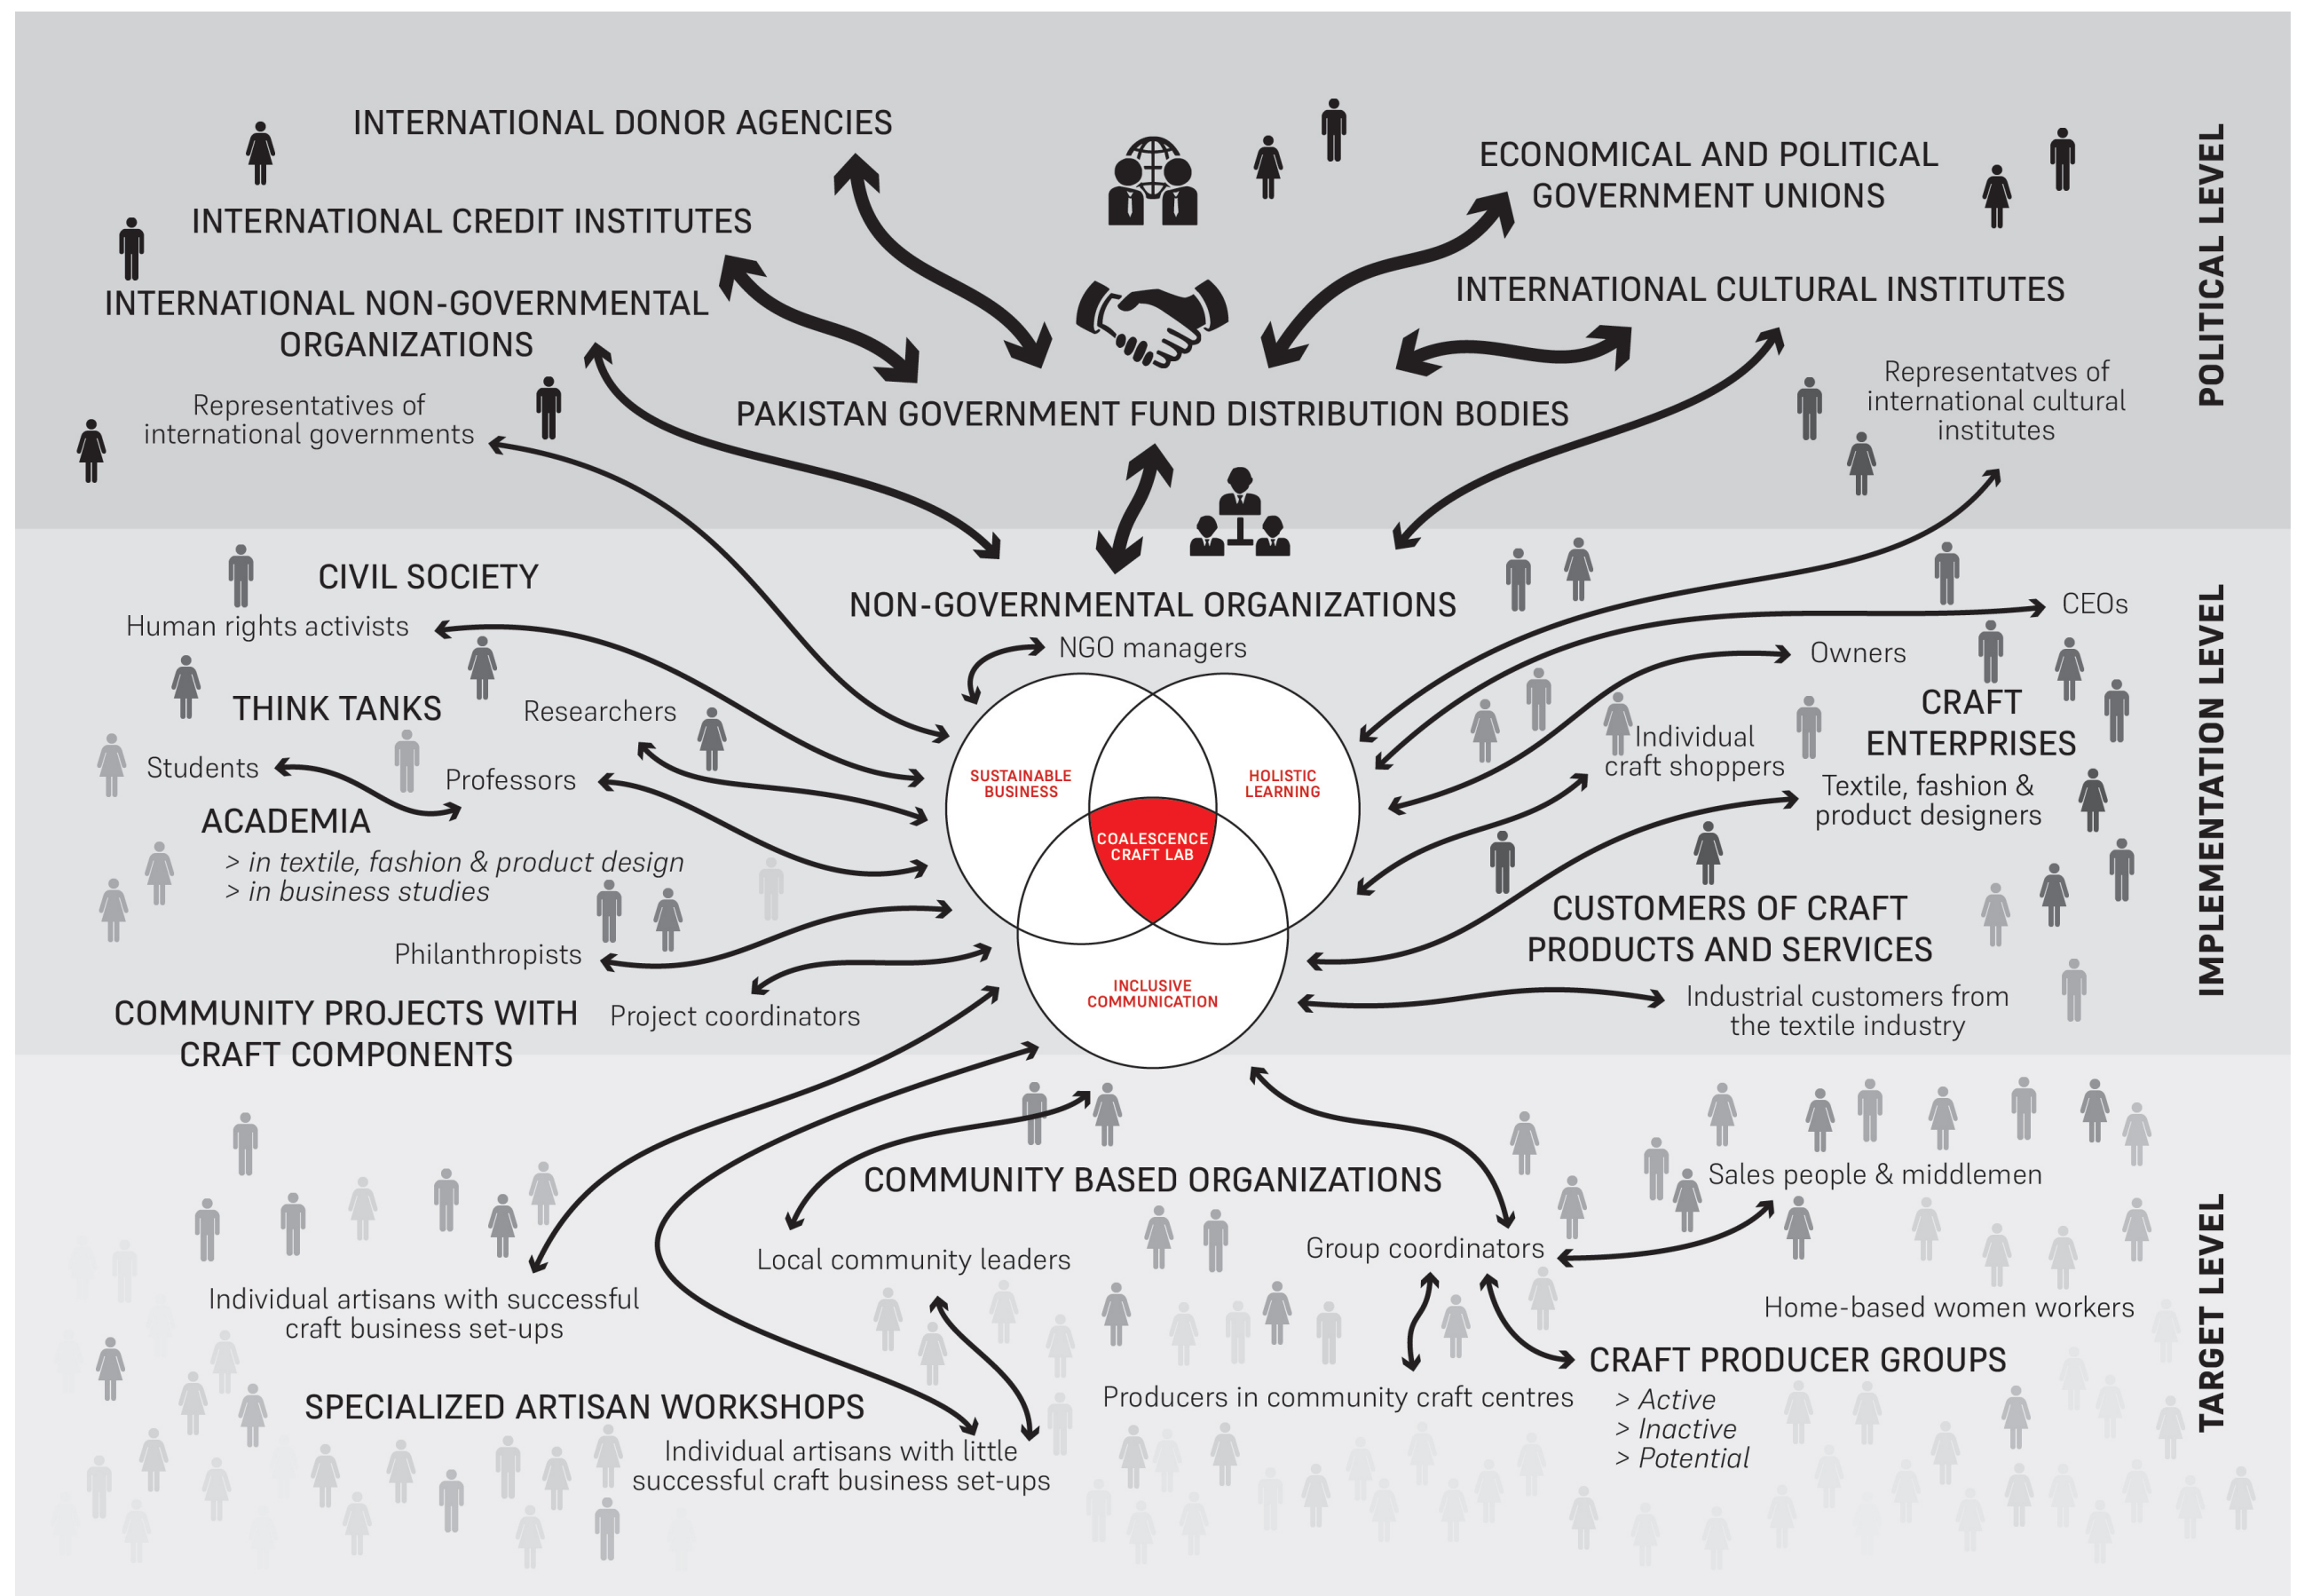 INTERNATIONAL DONOR AGENCIES
ECONOMICAL AND POLITICAL
GOVERNMENT UNIONS
INTERNATIONAL CREDIT INSTITUTES
INTERNATIONAL CULTURAL INSTITUTES
INTERNATIONAL NON-GOVERNMENTAL
ORGANIZATIONS
Representatives of
international governments
PAKISTAN GOVERNMENT FUND DISTRIBUTION BODIES
Representatves of
international cultural
institutes
POLITICAL LEVEL
CIVIL SOCIETY
Human rights activists
NON-GOVERNMENTAL ORGANIZATIONS
NGO managers
CEOs
Owners
THINK TANKS
Researchers
Students
Professors
ACADEMIA
> in textile, fashion & product design
> in business studies
Philanthropists
COMMUNITY PROJECTS WITH
CRAFT COMPONENTS
Project coordinators
SUSTAINABLE
BUSINESS
HOLISTIC
LEARNING
COALESCENCE
CRAFT LAB
INCLUSIVE
COMMUNICATION
Individual
craft shoppers
CRAFT
ENTERPRISES
Textile, fashion &
product designers
CUSTOMERS OF CRAFT
PRODUCTS AND SERVICES
Industrial customers from
the textile industry
IMPLEMENTATION LEVEL
COMMUNITY BASED ORGANIZATIONS
Sales people & middlemen
Local community leaders
Group coordinators
Individual artisans with successful
craft business set-ups
Home-based women workers
SPECIALIZED ARTISAN WORKSHOPS
Individual artisans with little
successful craft business set-ups
Producers in community craft centres
CRAFT PRODUCER GROUPS
> Active
> Inactive
> Potential
TARGET LEVEL